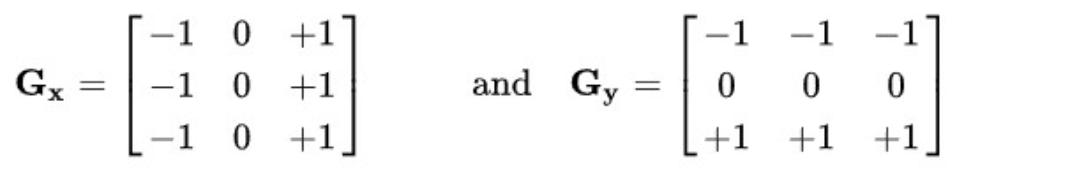 −1 0 +1 −1 −1 −1
Gx = −1 0 +1 and Gy = 0 0 0
−1 0 +1 +1 +1 +1